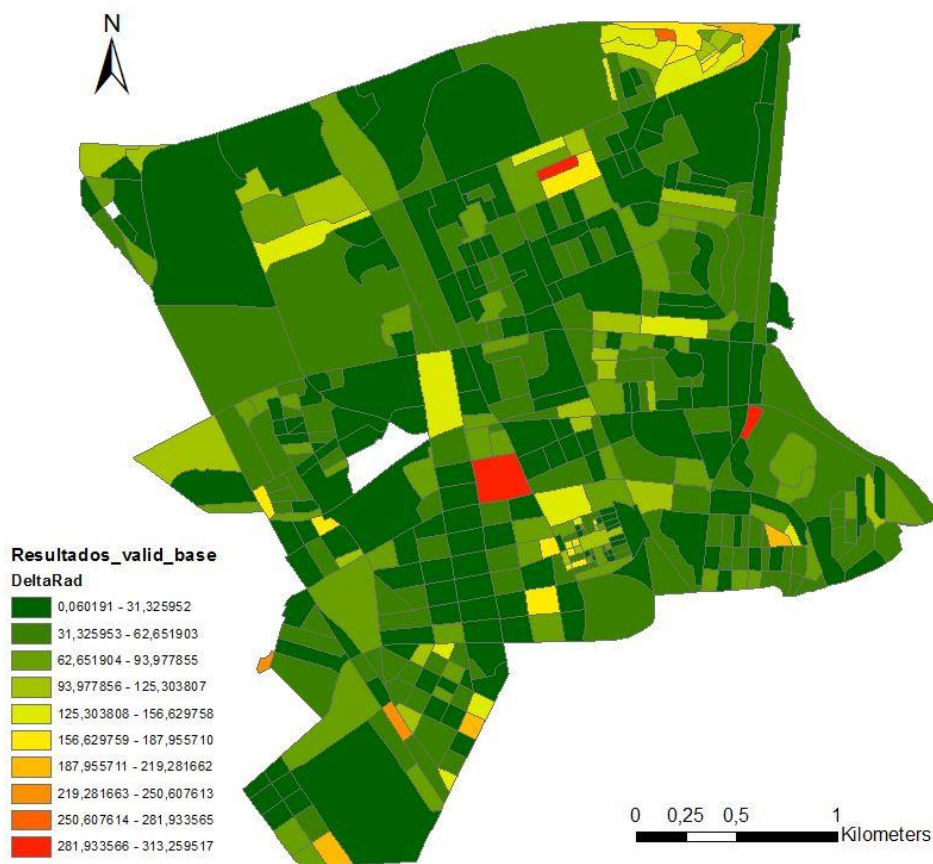 N
Resultados_valid_base
DeltaRad
0,060191 - 31,325952
31,325953 - 62,651903
62,651904 - 93,977855
93,977856 - 125,303807
125,303808 - 156,629758
156,629759 - 187,955710
187,955711 - 219,281662
219,281663 - 250,607613
250,607614 - 281,933565
281,933566 - 313,259517
0 0,25 0,5 1
Kilometers